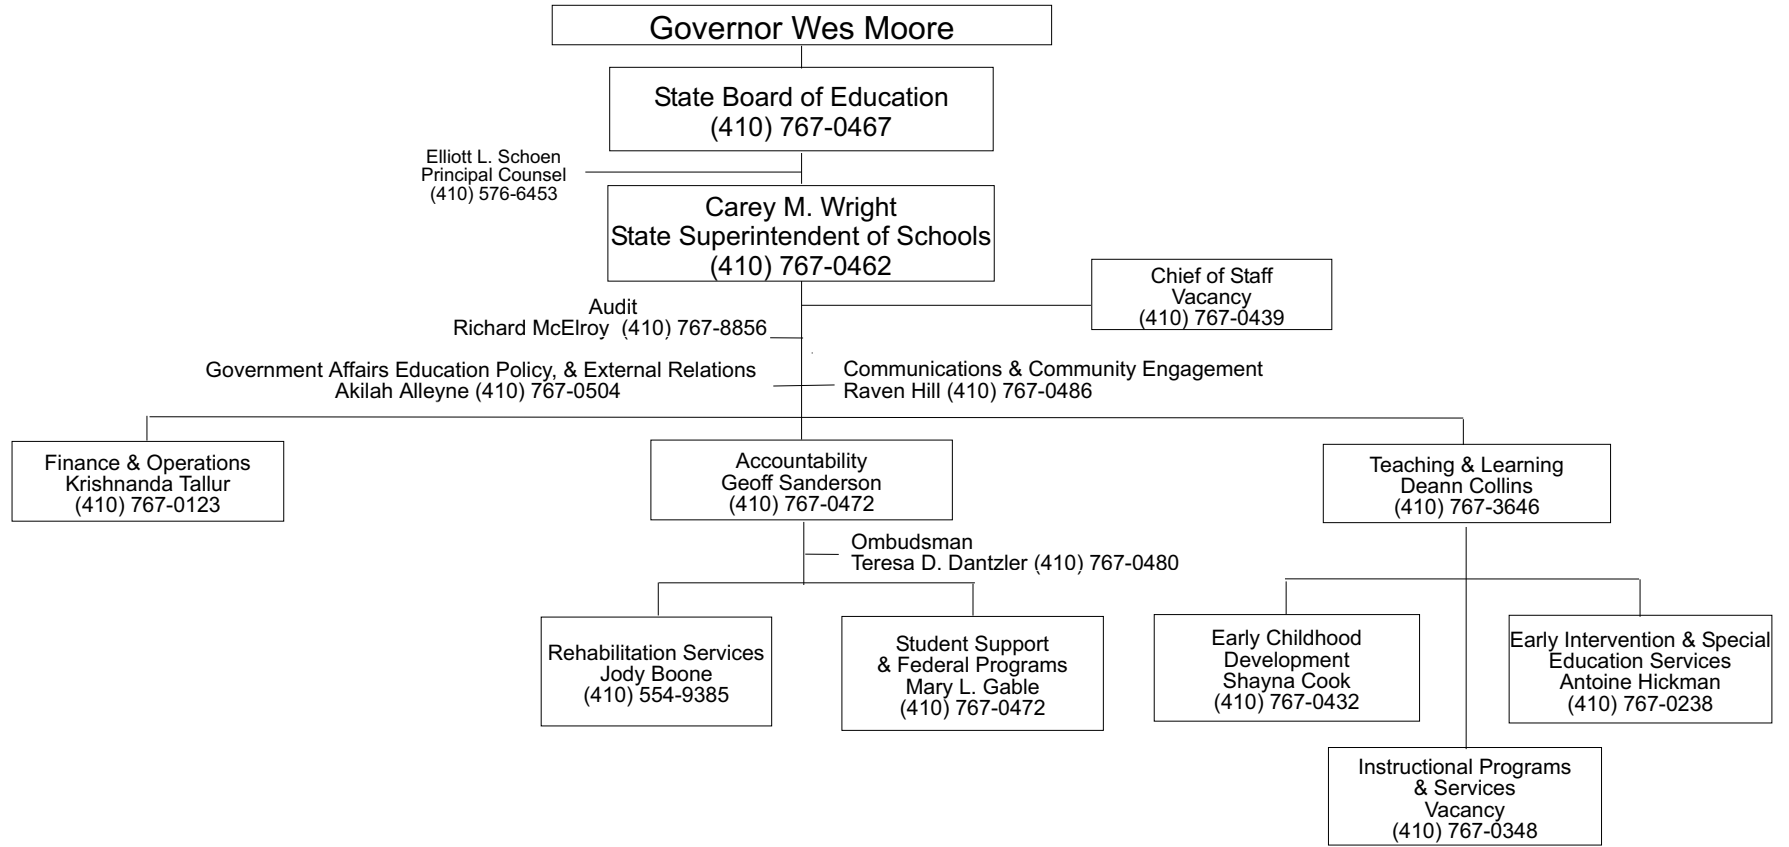 Governor Wes Moore
State Board of Education
(410) 767-0467
Elliott L. Schoen
Principal Counsel
(410) 576-6453
Carey M. Wright
State Superintendent of Schools
(410) 767-0462
Chief of Staff
Vacancy
(410) 767-0439
Audit
Richard McElroy (410) 767-8856
Government Affairs Education Policy, & External Relations
Akilah Alleyne (410) 767-0504
Communications & Community Engagement
Raven Hill (410) 767-0486
Finance & Operations
Krishnanda Tallur
(410) 767-0123
Accountability
Geoff Sanderson
(410) 767-0472
Teaching & Learning
Deann Collins
(410) 767-3646
Ombudsman
Teresa D. Dantzler (410) 767-0480
Rehabilitation Services
Jody Boone
(410) 554-9385
Student Support
& Federal Programs
Mary L. Gable
(410) 767-0472
Early Childhood
Development
Shayna Cook
(410) 767-0432
Early Intervention & Special
Education Services
Antoine Hickman
(410) 767-0238
Instructional Programs
& Services
Vacancy
(410) 767-0348